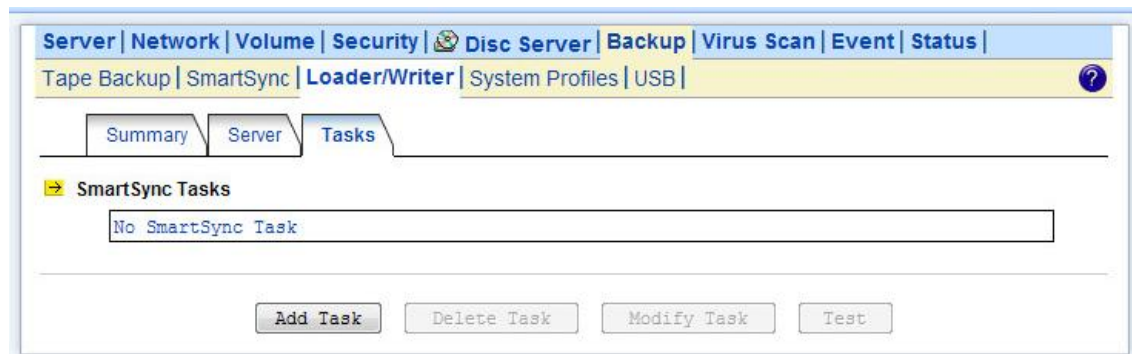 Server | Network | Volume | Security | Disc Server | Backup | Virus Scan | Event | Status |
Tape Backup | SmartSync | Loader/Writer | System Profiles | USB | ?
Summary Server Tasks
SmartSync Tasks
No SmartSync Task
Add Task Delete Task Modify Task Test